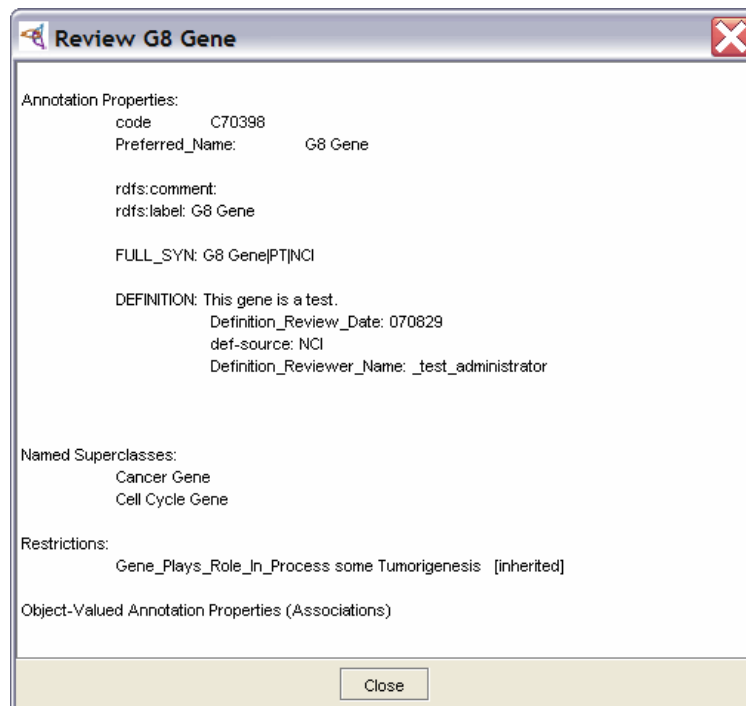 Review G8 Gene
Annotation Properties:
code C70398
Preferred_Name: G8 Gene
rdfs:comment:
rdfs:label: G8 Gene
FULL_SYN: G8 Gene|PT|NCI
DEFINITION: This gene is a test.
Definition_Review_Date: 070829
def-source: NCI
Definition_Reviewer_Name: _test_administrator
Named Superclasses:
Cancer Gene
Cell Cycle Gene
Restrictions:
Gene_Plays_Role_In_Process some Tumorigenesis [inherited]
Object-Valued Annotation Properties (Associations)
Close